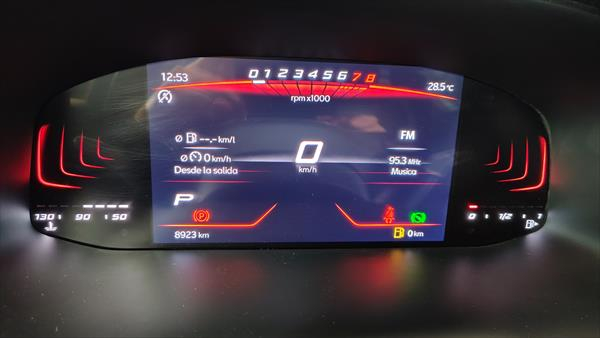 12:53
0 1 2 3 4 5 6 7 8
28.5 °C
rpm x1000
Ø --.- km/l
FM
Ø 0 km/h
0
km/h
95.3 MHz
Desde la salida
Musica
P
(P)
130 90 50
0 1/2 1
8923 km
0 km